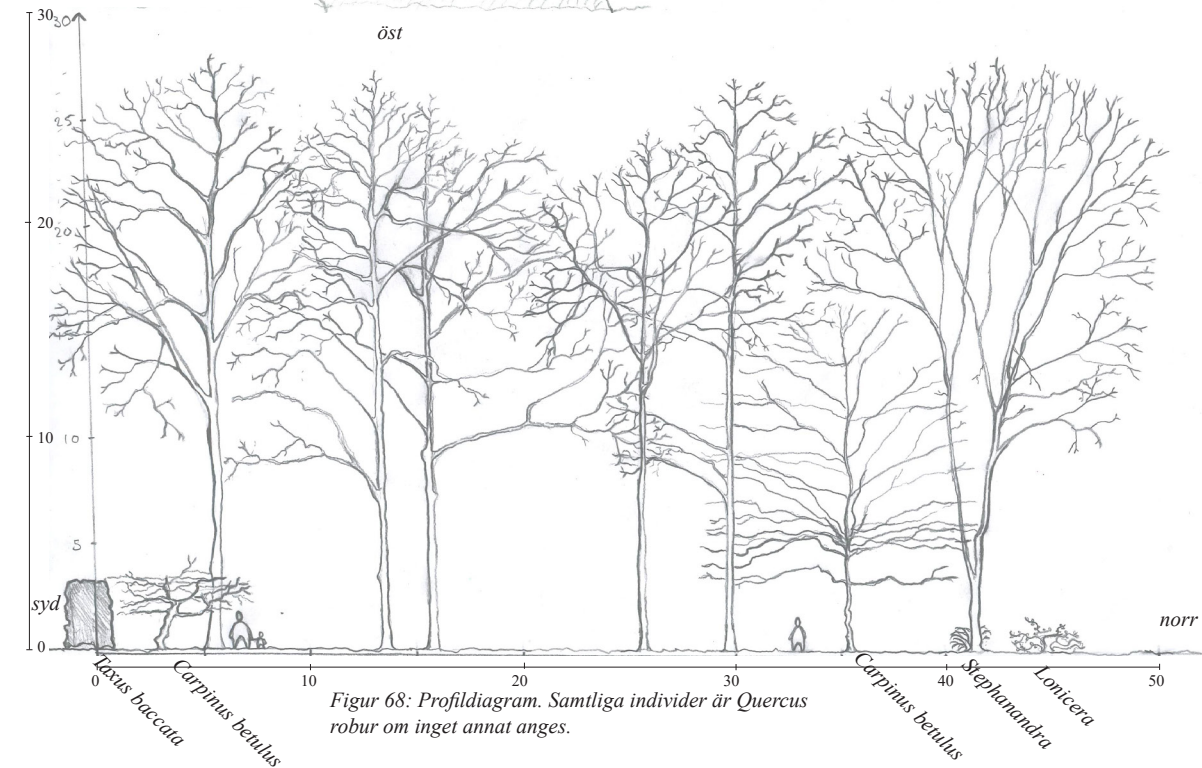 30
30
öst
25
20
20
10
10
5
syd
norr
0
Taxus baccata
Carpinus betulus
Carpinus betulus
Stephanandra
Lonicera
0
10
20
30
40
50
Figur 68: Profildiagram. Samtliga individer är Quercus
robur om inget annat anges.